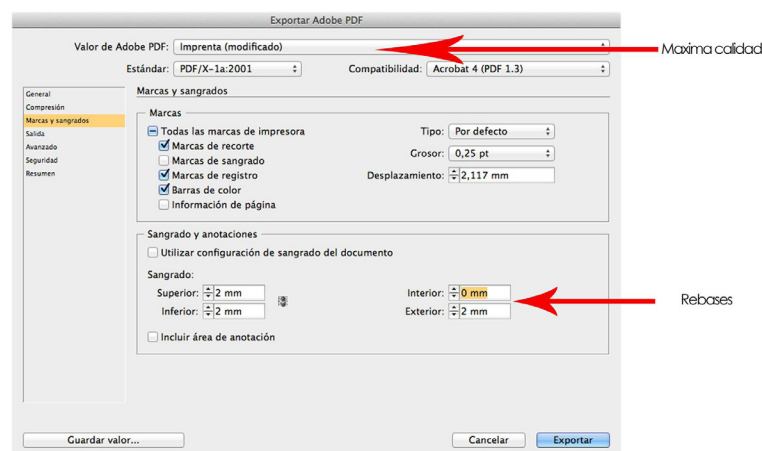 Exportar Adobe PDF
Valor de Adobe PDF: Imprenta (modificado)
Maxima calidad
Estándar: PDF/X-1a:2001 Compatibilidad: Acrobat 4 (PDF 1.3)
General
Compresión
Marcas y sangrados
Salida
Avanzado
Seguridad
Resumen
Marcas y sangrados
Marcas
Todas las marcas de impresora
Marcas de recorte
Marcas de sangrado
Marcas de registro
Barras de color
Información de página
Tipo: Por defecto
Grosor: 0,25 pt
Desplazamiento: 2,117 mm
Sangrado y anotaciones
Utilizar configuración de sangrado del documento
Sangrado:
Superior: 2 mm
Inferior: 2 mm
Interior: 0 mm
Exterior: 2 mm
Rebases
Incluir área de anotación
Guardar valor...
Cancelar
Exportar